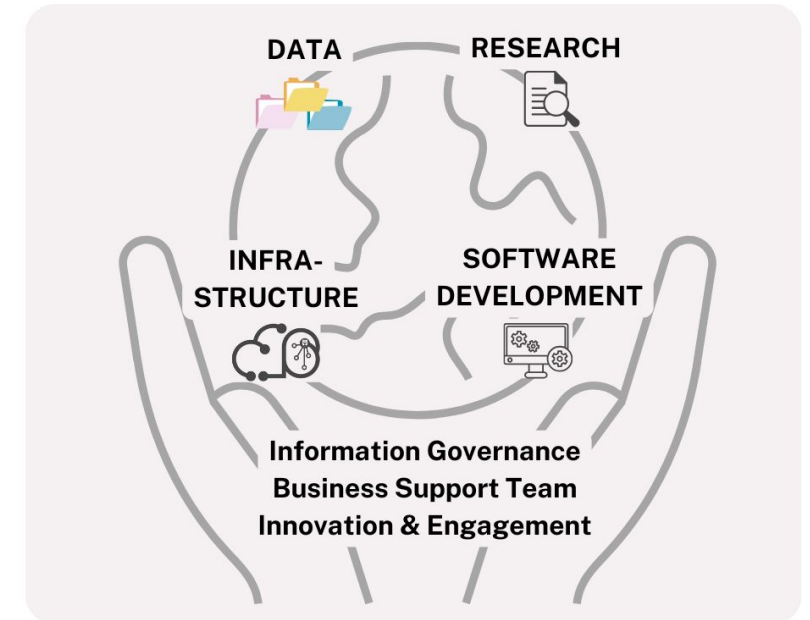 DATA
RESEARCH
INFRA-
STRUCTURE
SOFTWARE
DEVELOPMENT
Information Governance
Business Support Team
Innovation & Engagement